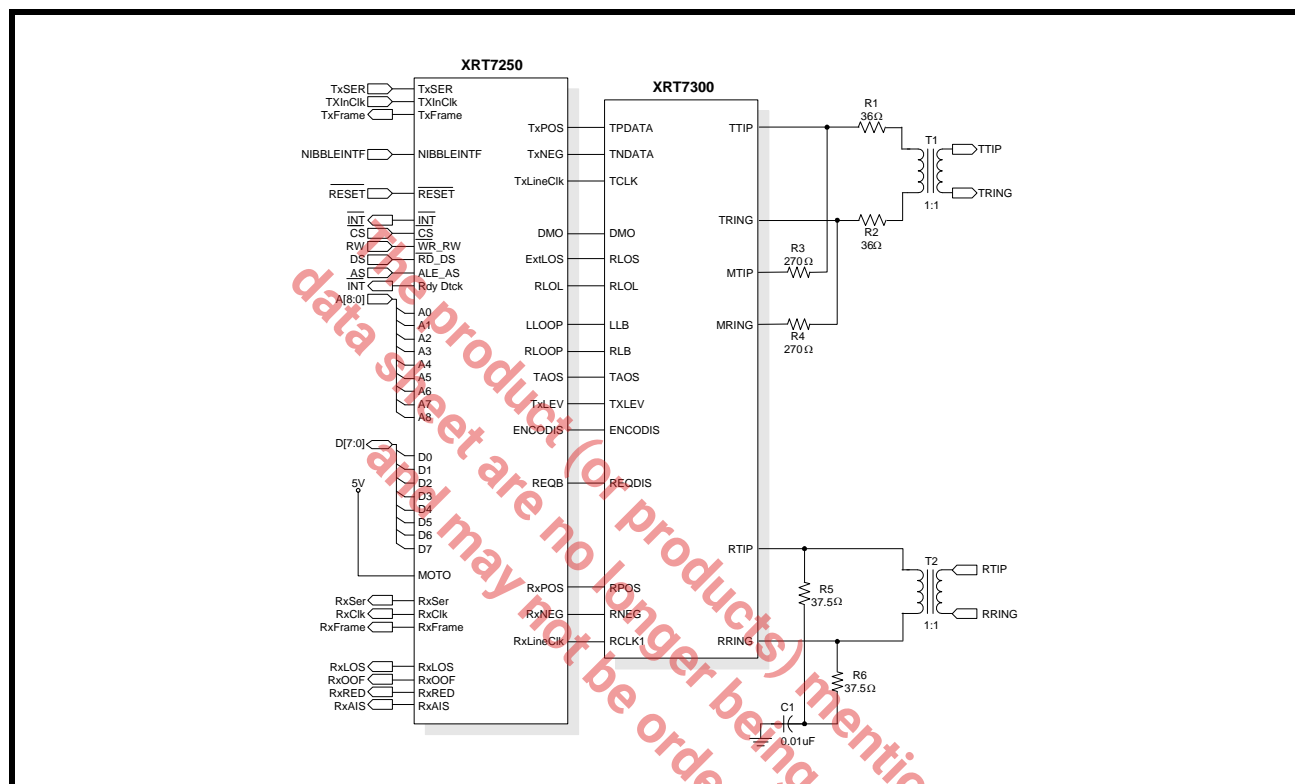 XRT7250
XRT7300
TxSER TxSER
TXInClk TXInClk
TxFrame TxFrame
NIBBLEINTF NIBBLEINTF
RESET RESET
INT INT
CS CS
RW WR_RW
DS RD_DS
AS ALE_AS
INT Rdy Dtck
A[8:0]
A0
A1
A2
A3
A4
A5
A6
A7
A8
D[7:0]
D0
D1
D2
D3
D4
D5
D6
D7
5V
MOTO
RxSer RxSer
RxClk RxClk
RxFrame RxFrame
RxLOS RxLOS
RxOOF RxOOF
RxRED RxRED
RxAIS RxAIS
TxPOS TPDATA
TxNEG TNDATA
TxLineClk TCLK
DMO DMO
ExtLOS RLOS
RLOL RLOL
LLOOP LLB
RLOOP RLB
TAOS TAOS
TxLEV TXLEV
ENCODIS ENCODIS
REQB REQDIS
RxPOS RPOS
RxNEG RNEG
RxLineClk RCLK1
TTIP
TRING
MTIP
MRING
RTIP
RRING
R1
36Ω
R2
36Ω
R3
270Ω
R4
270Ω
T1
1:1
TTIP
TRING
R5
37.5Ω
R6
37.5Ω
C1
0.01uF
T2
1:1
RTIP
RRING
The product (or products) mentio
data sheet are no longer being
and may not be orde